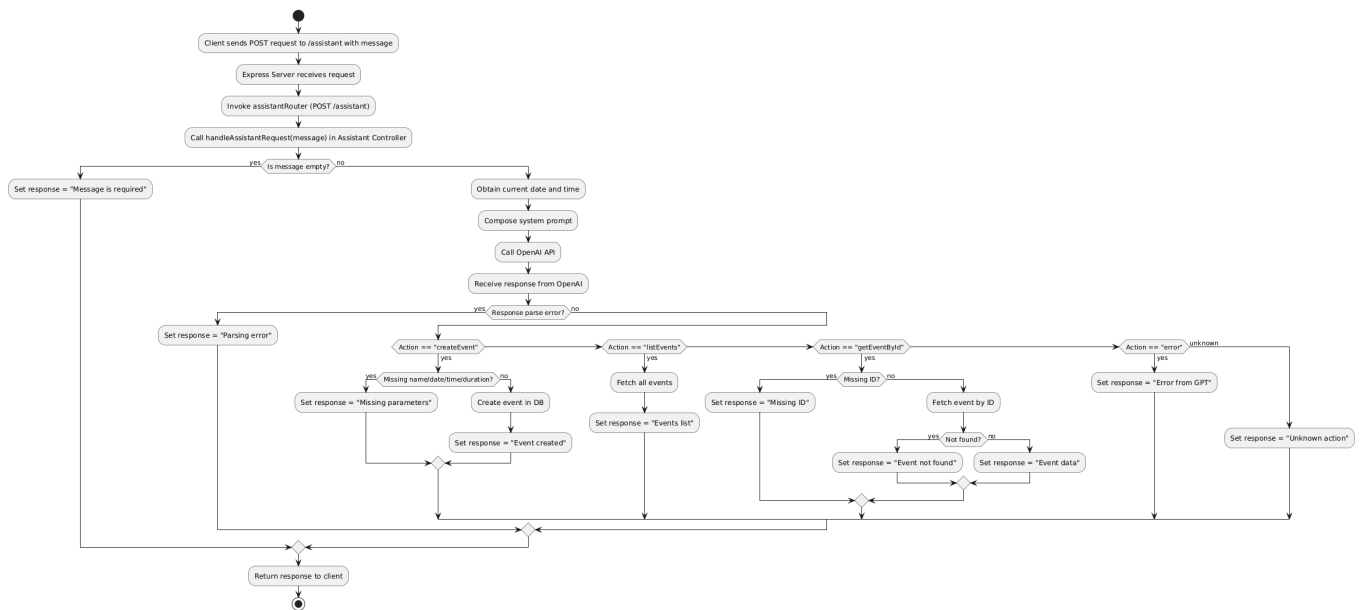 Client sends POST request to /assistant with message
Express Server receives request
Invoke assistantRouter (POST /assistant)
Call handleAssistantRequest(message) in Assistant Controller
yes
Is message empty?
no
Set response = "Message is required"
Obtain current date and time
Compose system prompt
Call OpenAI API
Receive response from OpenAI
yes
Response parse error?
no
Set response = "Parsing error"
Action == "createEvent"
yes
Action == "listEvents"
yes
Action == "getEventById"
yes
Action == "error"
yes
unknown
yes
Missing name/date/time/duration?
no
Set response = "Missing parameters"
Create event in DB
Set response = "Event created"
Fetch all events
Set response = "Events list"
yes
Missing ID?
no
Set response = "Missing ID"
Fetch event by ID
yes
Not found?
no
Set response = "Event not found"
Set response = "Event data"
Set response = "Error from GPT"
Set response = "Unknown action"
Return response to client